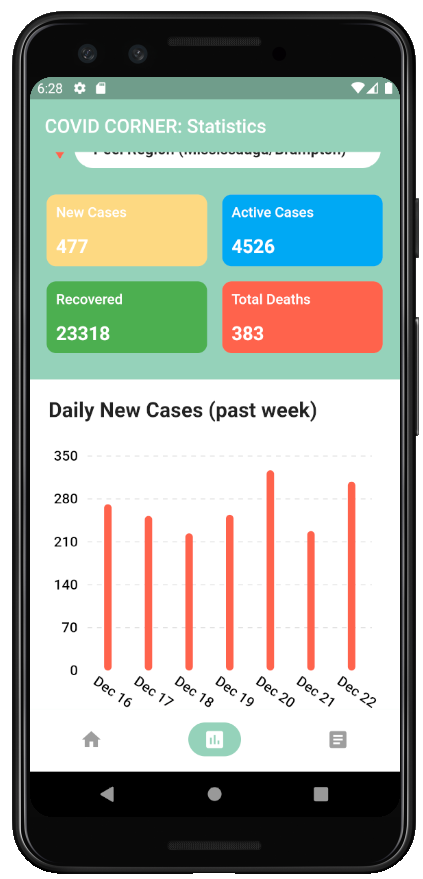 6:28
COVID CORNER: Statistics
Peel Region (Mississauga/Brampton)
New Cases
477
Active Cases
4526
Recovered
23318
Total Deaths
383
Daily New Cases (past week)
350
280
210
140
70
0
Dec 16
Dec 17
Dec 18
Dec 19
Dec 20
Dec 21
Dec 22